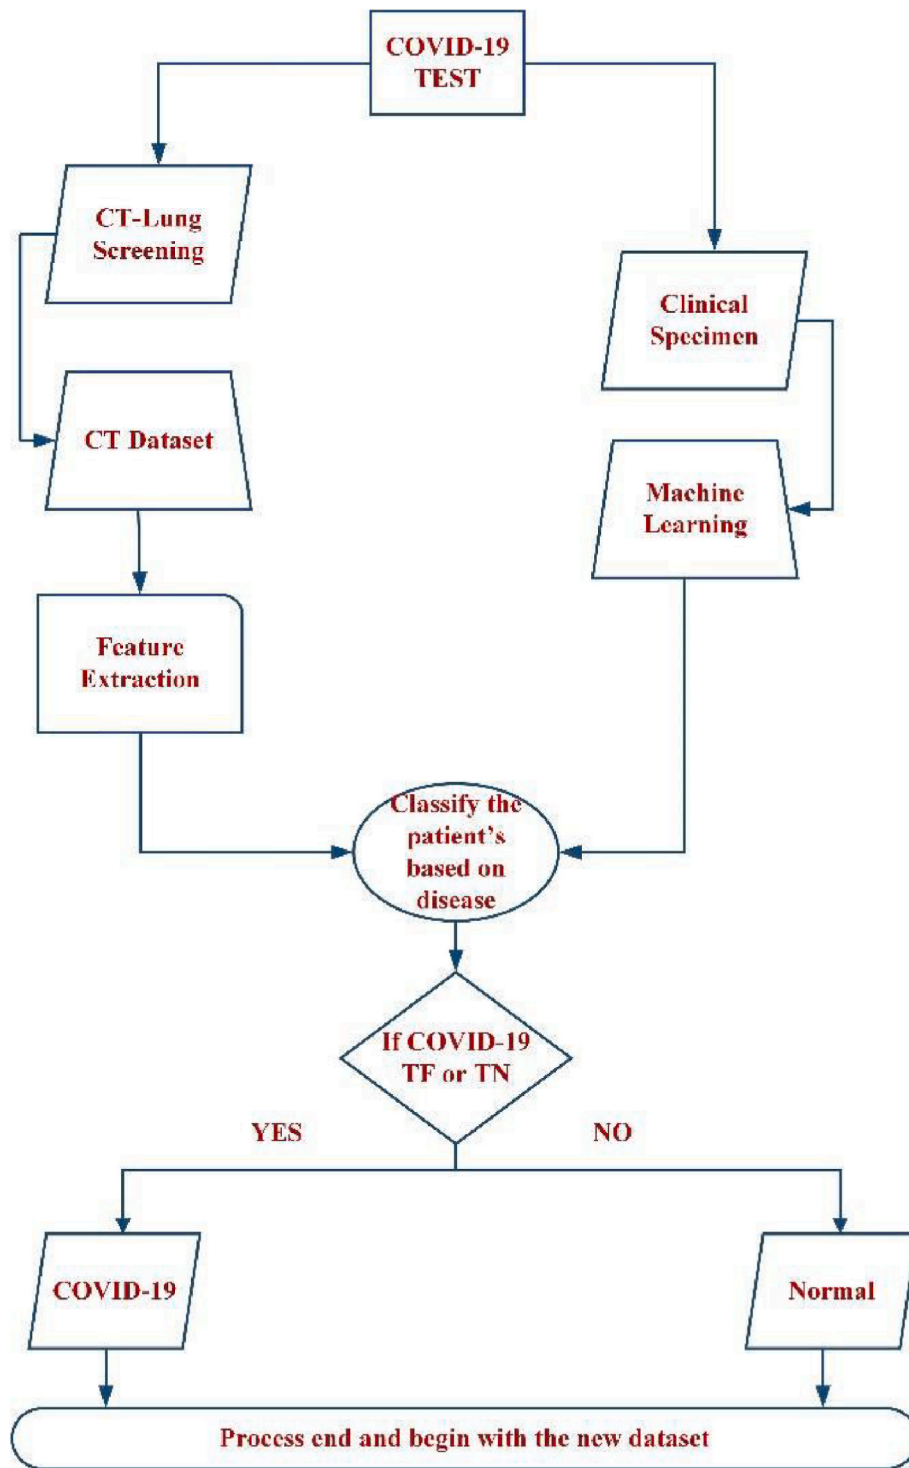 COVID-19
TEST
CT-Lung
Screening
Clinical
Specimen
CT Dataset
Machine
Learning
Feature
Extraction
Classify the
patient's
based on
disease
If COVID-19
TF or TN
YES
NO
COVID-19
Normal
Process end and begin with the new dataset